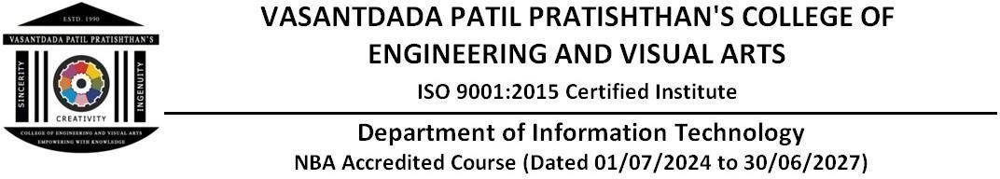 ESTD. 1990
VASANTDADA PATIL PRATISHTHAN'S
SINCERITY
INGENUITY
CREATIVITY
COLLEGE OF ENGINEERING AND VISUAL ARTS
EMPOWERING WITH KNOWLEDGE
VASANTDADA PATIL PRATISHTHAN'S COLLEGE OF
ENGINEERING AND VISUAL ARTS
ISO 9001:2015 Certified Institute
Department of Information Technology
NBA Accredited Course (Dated 01/07/2024 to 30/06/2027)